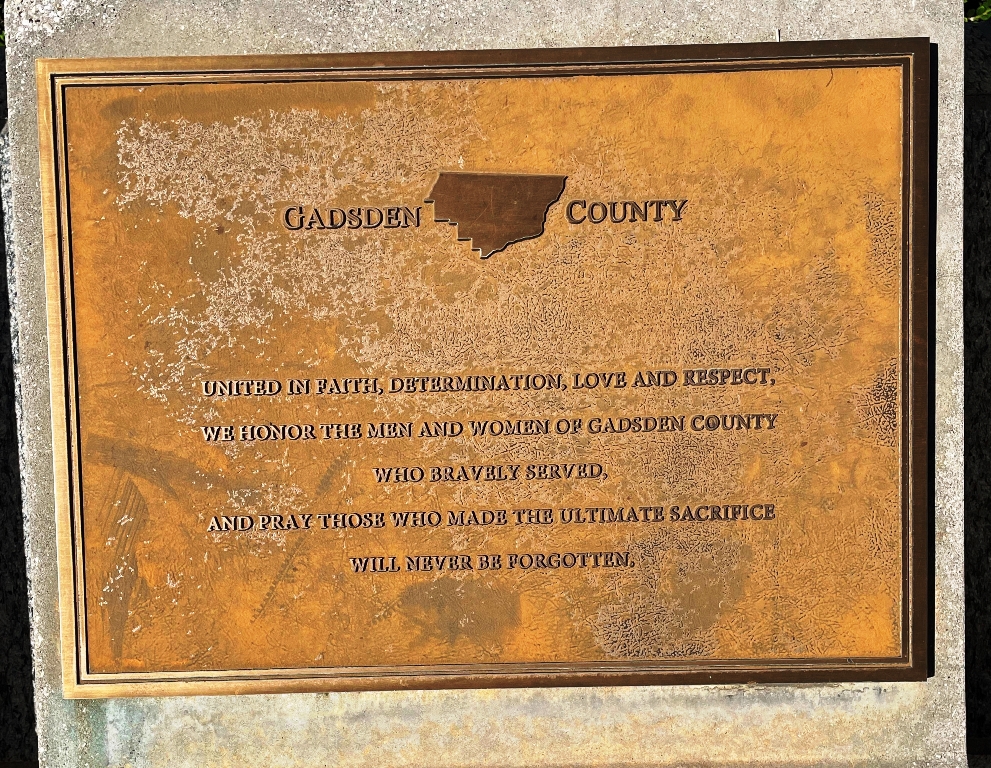 GADSDEN COUNTY
UNITED IN FAITH, DETERMINATION, LOVE AND RESPECT,
WE HONOR THE MEN AND WOMEN OF GADSDEN COUNTY
WHO BRAVELY SERVED,
AND PRAY THOSE WHO MADE THE ULTIMATE SACRIFICE
WILL NEVER BE FORGOTTEN.